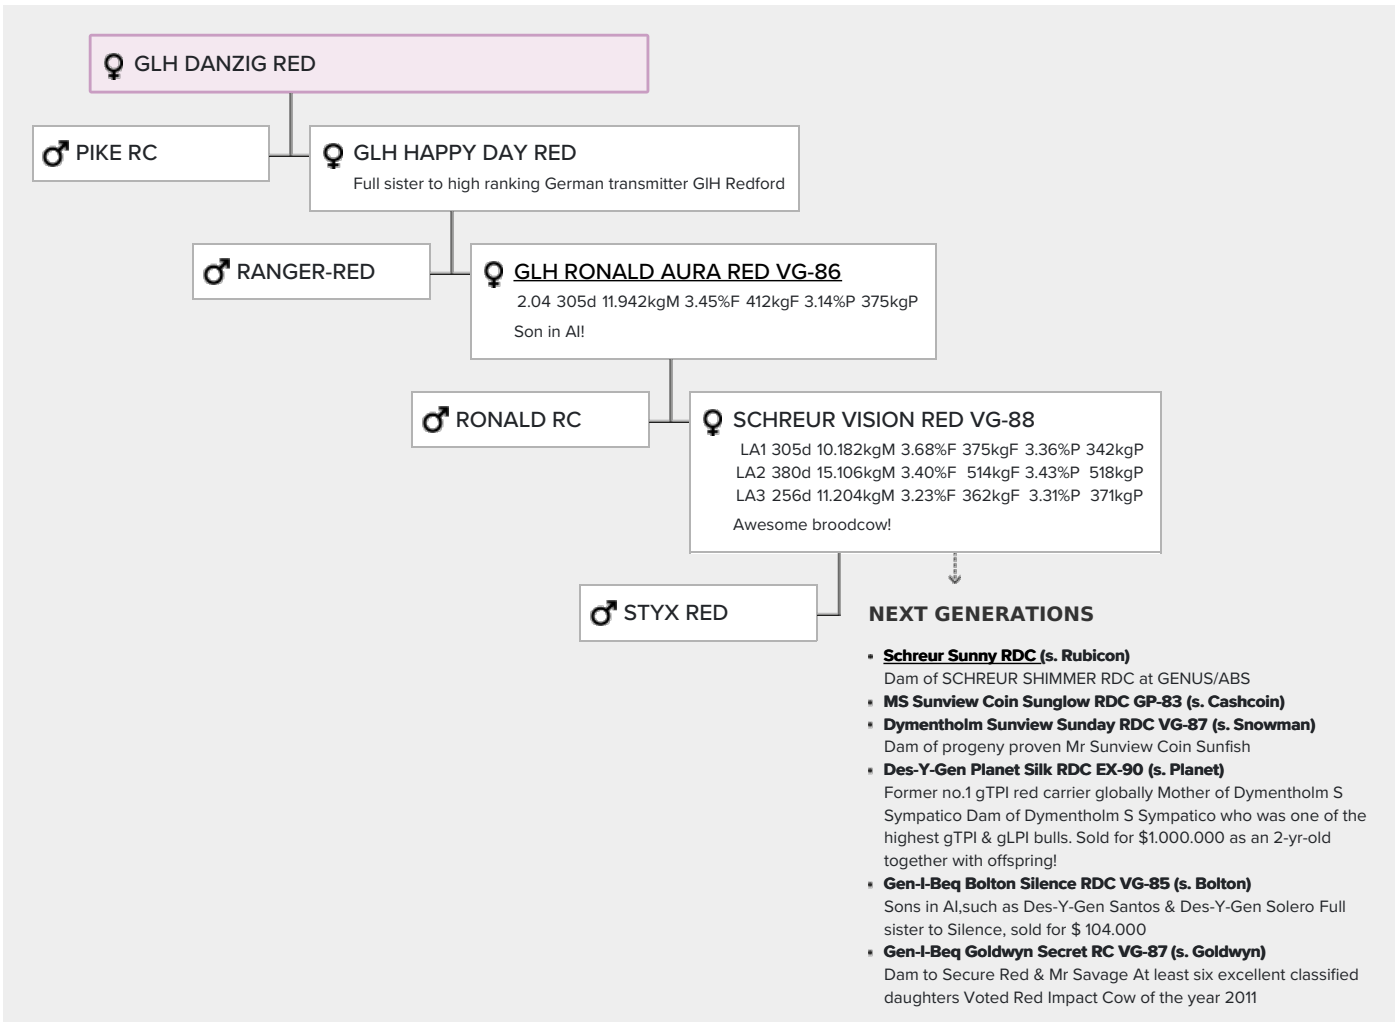 GLH DANZIG RED
PIKE RC
GLH HAPPY DAY RED
Full sister to high ranking German transmitter GlH Redford
RANGER-RED
GLH RONALD AURA RED VG-86
2.04 305d 11.942kgM 3.45%F 412kgF 3.14%P 375kgP
Son in AI!
RONALD RC
SCHREUR VISION RED VG-88
LA1 305d 10.182kgM 3.68%F 375kgF 3.36%P 342kgP
LA2 380d 15.106kgM 3.40%F 514kgF 3.43%P 518kgP
LA3 256d 11.204kgM 3.23%F 362kgF 3.31%P 371kgP
Awesome broodcow!
STYX RED
NEXT GENERATIONS
Schreur Sunny RDC (s. Rubicon)
Dam of SCHREUR SHIMMER RDC at GENUS/ABS
MS Sunview Coin Sunglow RDC GP-83 (s. Cashcoin)
Dymentholm Sunview Sunday RDC VG-87 (s. Snowman)
Dam of progeny proven Mr Sunview Coin Sunfish
Des-Y-Gen Planet Silk RDC EX-90 (s. Planet)
Former no.1 gTPI red carrier globally Mother of Dymentholm S
Sympatico Dam of Dymentholm S Sympatico who was one of the
highest gTPI & gLPI bulls. Sold for $1.000.000 as an 2-yr-old
together with offspring!
Gen-I-Beq Bolton Silence RDC VG-85 (s. Bolton)
Sons in AI,such as Des-Y-Gen Santos & Des-Y-Gen Solero Full
sister to Silence, sold for $ 104.000
Gen-I-Beq Goldwyn Secret RC VG-87 (s. Goldwyn)
Dam to Secure Red & Mr Savage At least six excellent classified
daughters Voted Red Impact Cow of the year 2011